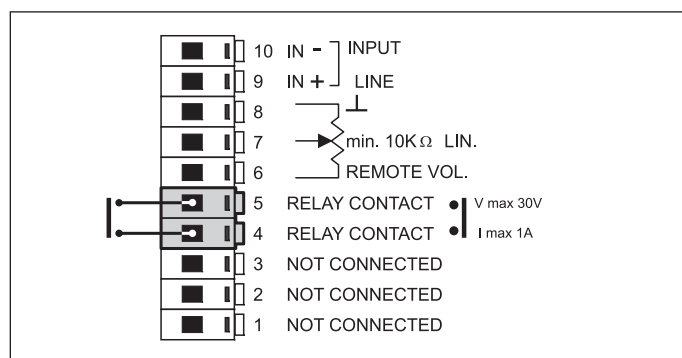 10 IN - INPUT
9 IN + LINE
8
7 min. 10KΩ LIN.
6 REMOTE VOL.
5 RELAY CONTACT V max 30V
4 RELAY CONTACT I max 1A
3 NOT CONNECTED
2 NOT CONNECTED
1 NOT CONNECTED